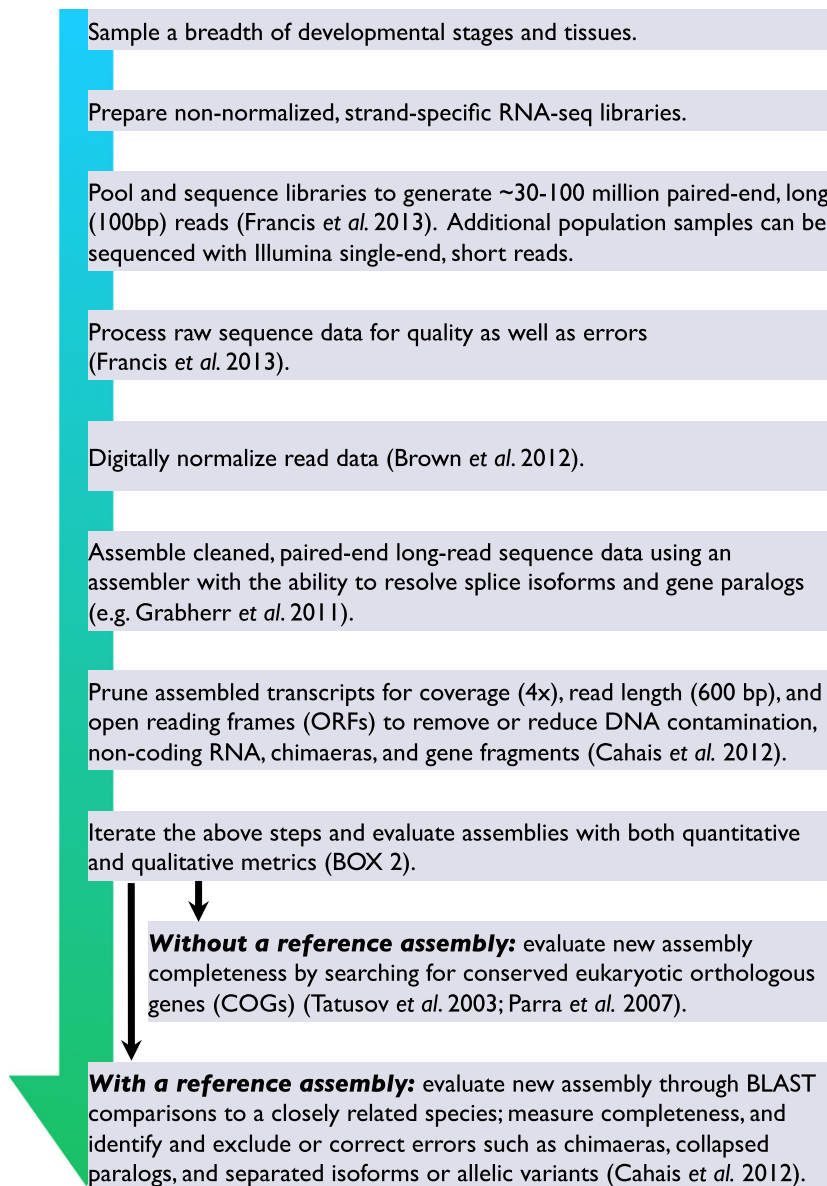 Sample a breadth of developmental stages and tissues.
Prepare non-normalized, strand-specific RNA-seq libraries.
Pool and sequence libraries to generate ~30-100 million paired-end, long
(100bp) reads (Francis et al. 2013). Additional population samples can be
sequenced with Illumina single-end, short reads.
Process raw sequence data for quality as well as errors
(Francis et al. 2013).
Digitally normalize read data (Brown et al. 2012).
Assemble cleaned, paired-end long-read sequence data using an
assembler with the ability to resolve splice isoforms and gene paralogs
(e.g. Grabherr et al. 2011).
Prune assembled transcripts for coverage (4x), read length (600 bp), and
open reading frames (ORFs) to remove or reduce DNA contamination,
non-coding RNA, chimaeras, and gene fragments (Cahais et al. 2012).
Iterate the above steps and evaluate assemblies with both quantitative
and qualitative metrics (BOX 2).
Without a reference assembly: evaluate new assembly
completeness by searching for conserved eukaryotic orthologous
genes (COGs) (Tatusov et al. 2003; Parra et al. 2007).
With a reference assembly: evaluate new assembly through BLAST
comparisons to a closely related species; measure completeness, and
identify and exclude or correct errors such as chimaeras, collapsed
paralogs, and separated isoforms or allelic variants (Cahais et al. 2012).